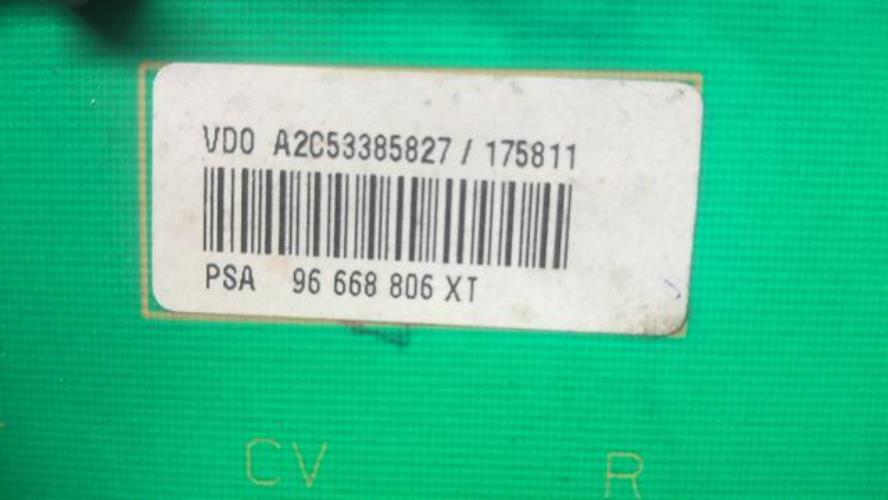 VDO A2C53385827 / 175811
PSA 96 668 806 XT
CV R